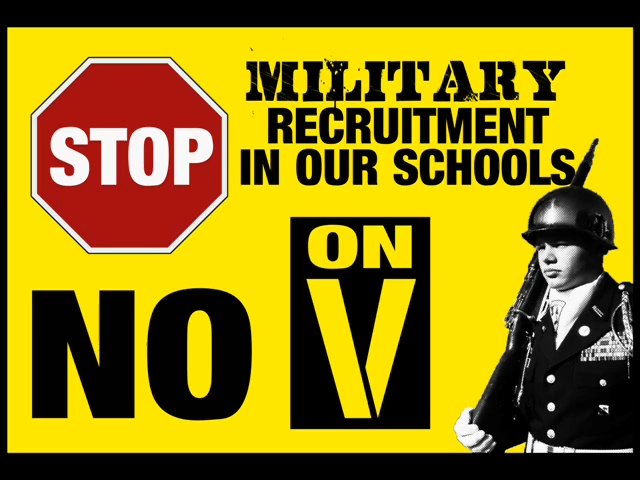 STOP
MILITARY
RECRUITMENT
IN OUR SCHOOLS
NO
ON
V